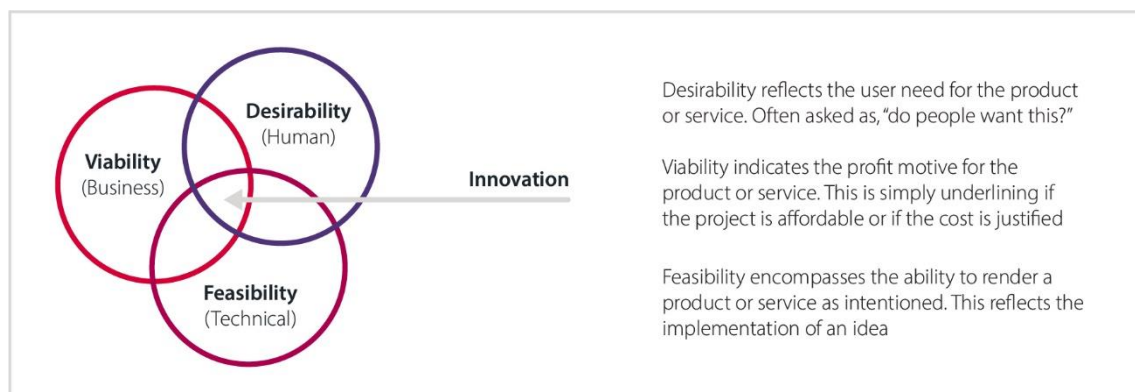 Desirability
(Human)
Viability
(Business)
Innovation
Feasibility
(Technical)
Desirability reflects the user need for the product
or service. Often asked as, “do people want this?”
Viability indicates the profit motive for the
product or service. This is simply underlining if
the project is affordable or if the cost is justified
Feasibility encompasses the ability to render a
product or service as intentioned. This reflects the
implementation of an idea